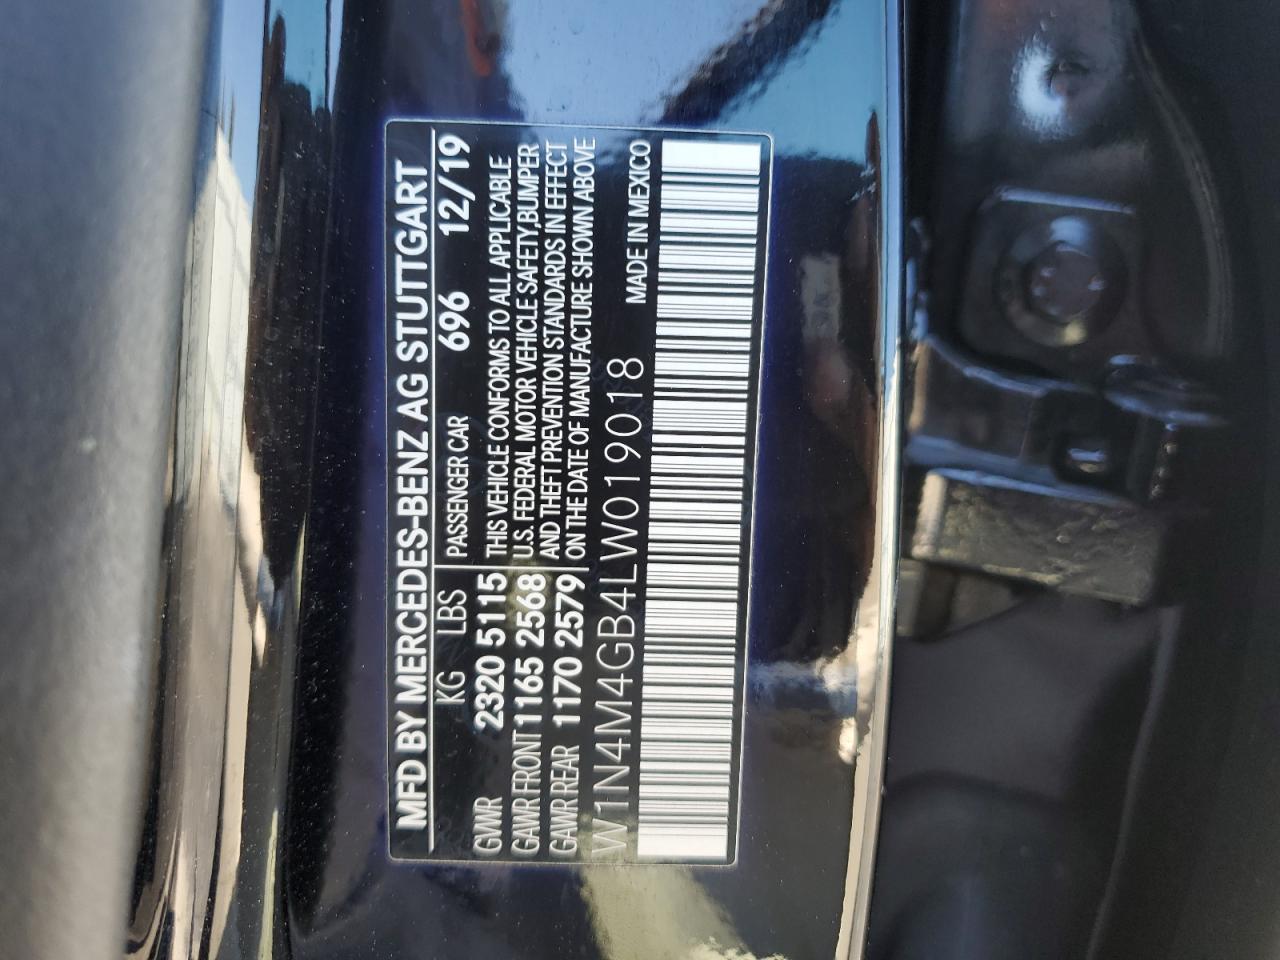 MFD BY MERCEDES-BENZ AG STUTTGART
KG LBS PASSENGER CAR 696 12/19
GVWR 2320 5115 THIS VEHICLE CONFORMS TO ALL APPLICABLE
GAWR FRONT 1165 2568 U.S. FEDERAL MOTOR VEHICLE SAFETY,BUMPER
GAWR REAR 1170 2579 AND THEFT PREVENTION STANDARDS IN EFFECT
ON THE DATE OF MANUFACTURE SHOWN ABOVE
W1N4M4GB4LW019018 MADE IN MEXICO